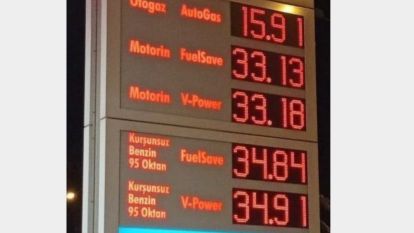 Otogaz AutoGas 15.91
Motorin FuelSave 33.13
Motorin V-Power 33.18
Kurşunsuz
Benzin FuelSave 34.84
95 Oktan
Kurşunsuz
Benzin V-Power 34.91
95 Oktan